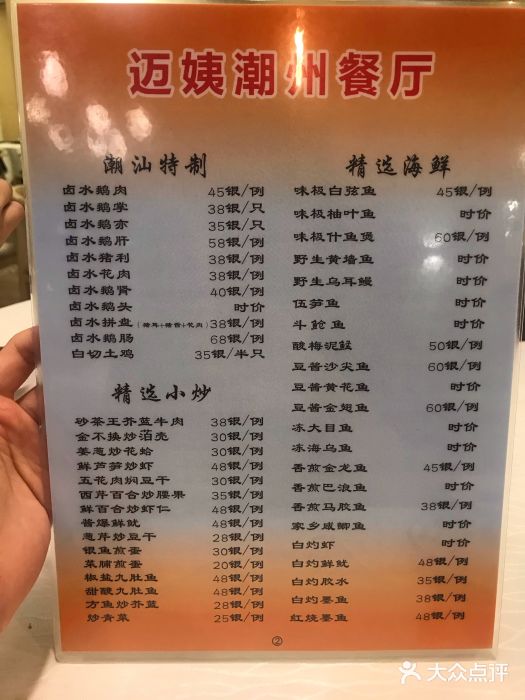 迈姨潮州餐厅
潮汕特制
卤水鹅肉 45银/例
卤水鹅掌 38银/只
卤水鹅亦 35银/只
卤水鹅肝 58银/例
卤水猪利 38银/例
卤水花肉 38银/例
卤水鹅肾 40银/例
卤水鹅头 时价
卤水拼盘(猪耳+猪舌+花肉) 38银/例
卤水鹅肠 68银/例
白切土鸡 35银/半只
精选小炒
砂茶王芥蓝牛肉 38银/例
金不换炒泊壳 30银/例
姜葱炒花蛤 30银/例
鲜芦笋炒虾 48银/例
五花肉焖豆干 30银/例
西芹百合炒腰果 35银/例
鲜百合炒虾仁 48银/例
酱爆鲜鱿 48银/例
葱芹炒豆干 28银/例
银鱼煎蛋 30银/例
菜脯煎蛋 20银/例
椒盐九肚鱼 48银/例
甜酸九肚鱼 48银/例
方鱼炒芥蓝 28银/例
炒青菜 25银/例
精选海鲜
味极白弦鱼 45银/例
味极柚叶鱼 时价
味极什鱼煲 60银/例
野生黄墙鱼 时价
野生乌耳鳗 时价
伍笋鱼 时价
斗鲳鱼 时价
酸梅泥鯭 50银/例
豆酱沙尖鱼 60银/例
豆酱黄花鱼 时价
豆酱金翅鱼 60银/例
冻大目鱼 时价
冻海乌鱼 时价
香煎金龙鱼 45银/例
香煎巴浪鱼 时价
香煎马胶鱼 38银/例
家乡咸鲫鱼 时价
白灼虾 时价
白灼鲜鱿 48银/例
白灼胶水 35银/例
白灼墨鱼 38银/例
红烧墨鱼 48银/例
②
大众点评